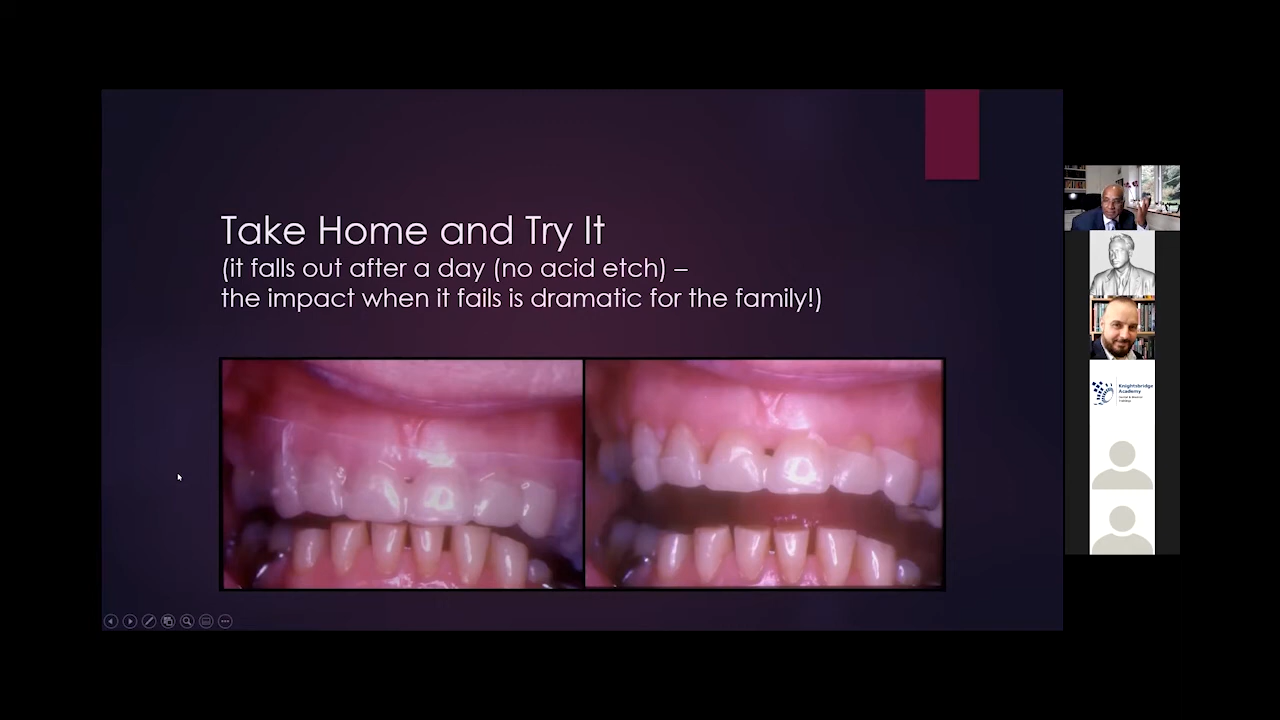 Take Home and Try It
(it falls out after a day (no acid etch) –
the impact when it fails is dramatic for the family!)
Knightsbridge
Academy